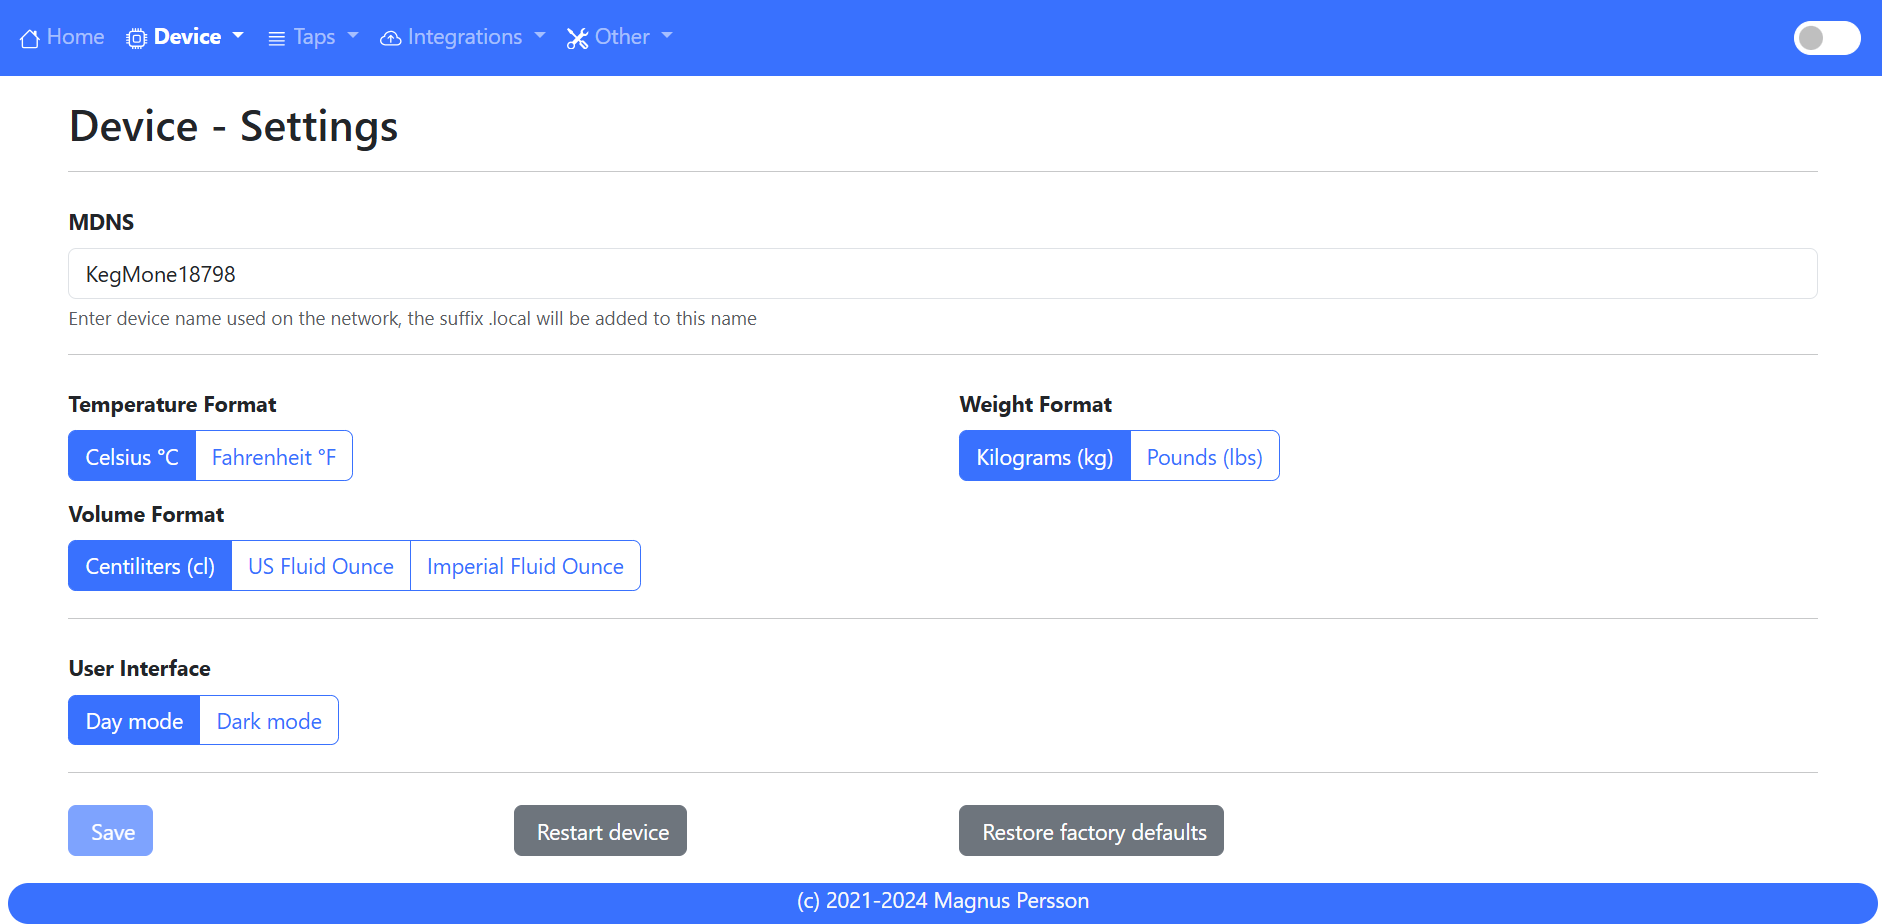 Home Device Taps Integrations Other
Device - Settings
MDNS
KegMone18798
Enter device name used on the network, the suffix .local will be added to this name
Temperature Format Weight Format
Celsius °C Fahrenheit °F Kilograms (kg) Pounds (lbs)
Volume Format
Centiliters (cl) US Fluid Ounce Imperial Fluid Ounce
User Interface
Day mode Dark mode
Save Restart device Restore factory defaults
(c) 2021-2024 Magnus Persson